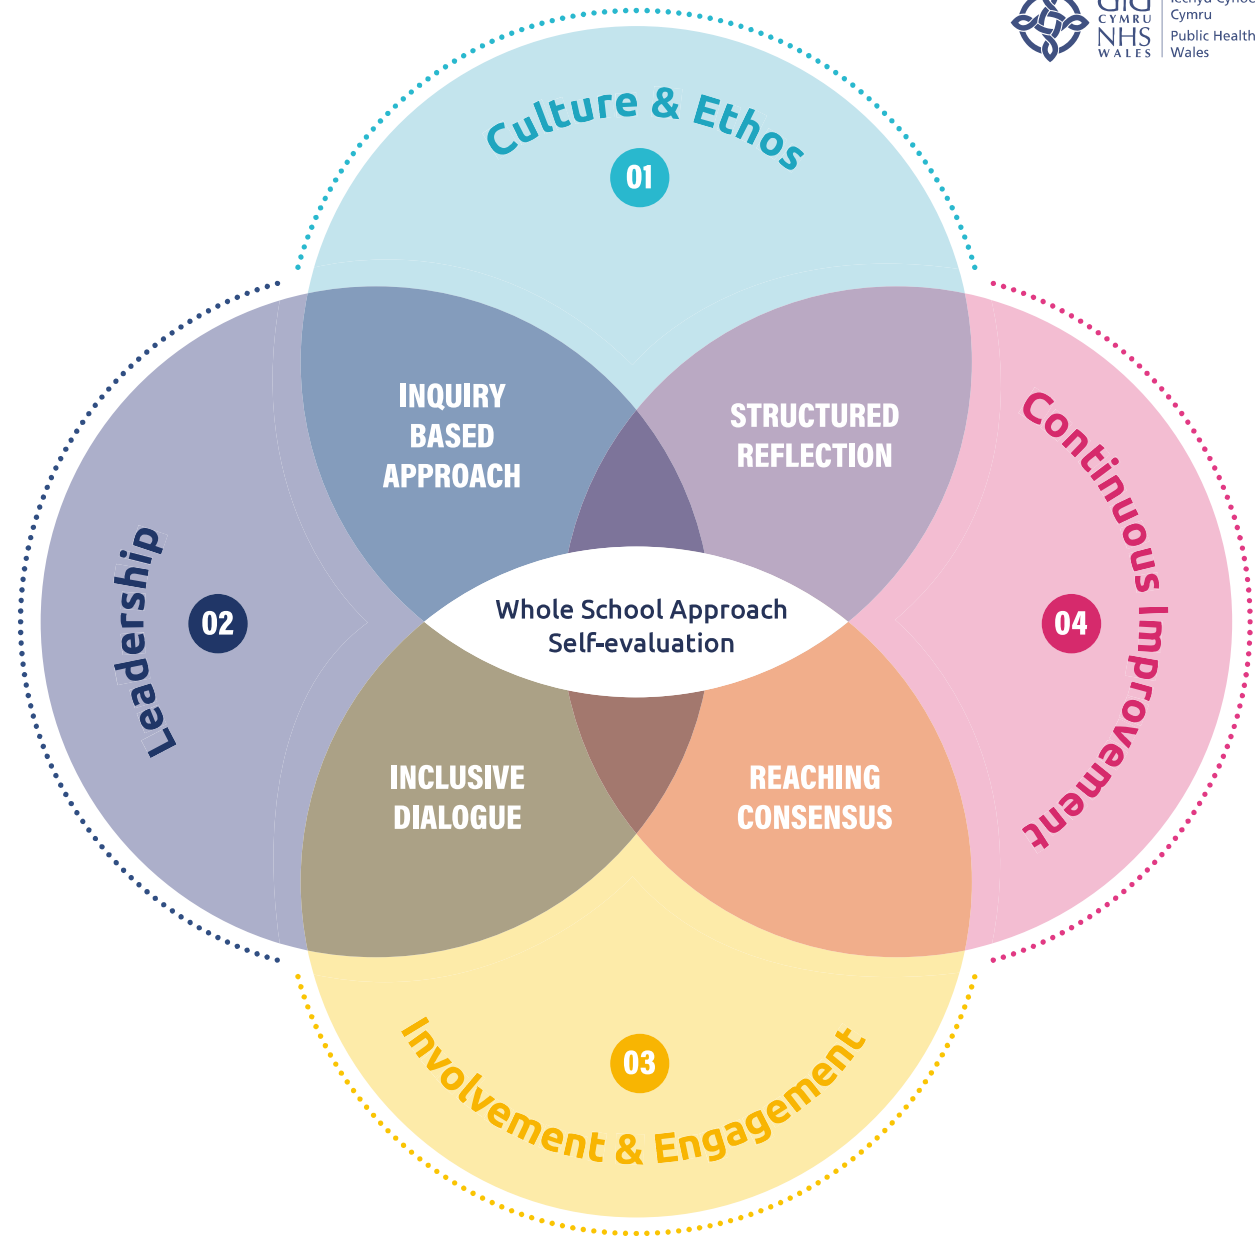 CYMRU
NHS
WALES
Cymru
Public Health
Wales
Culture & Ethos
01
INQUIRY
BASED
APPROACH
STRUCTURED
REFLECTION
Leadership
02
Whole School Approach
Self-evaluation
04
Continuous Improvement
INCLUSIVE
DIALOGUE
REACHING
CONSENSUS
03
Involvement & Engagement